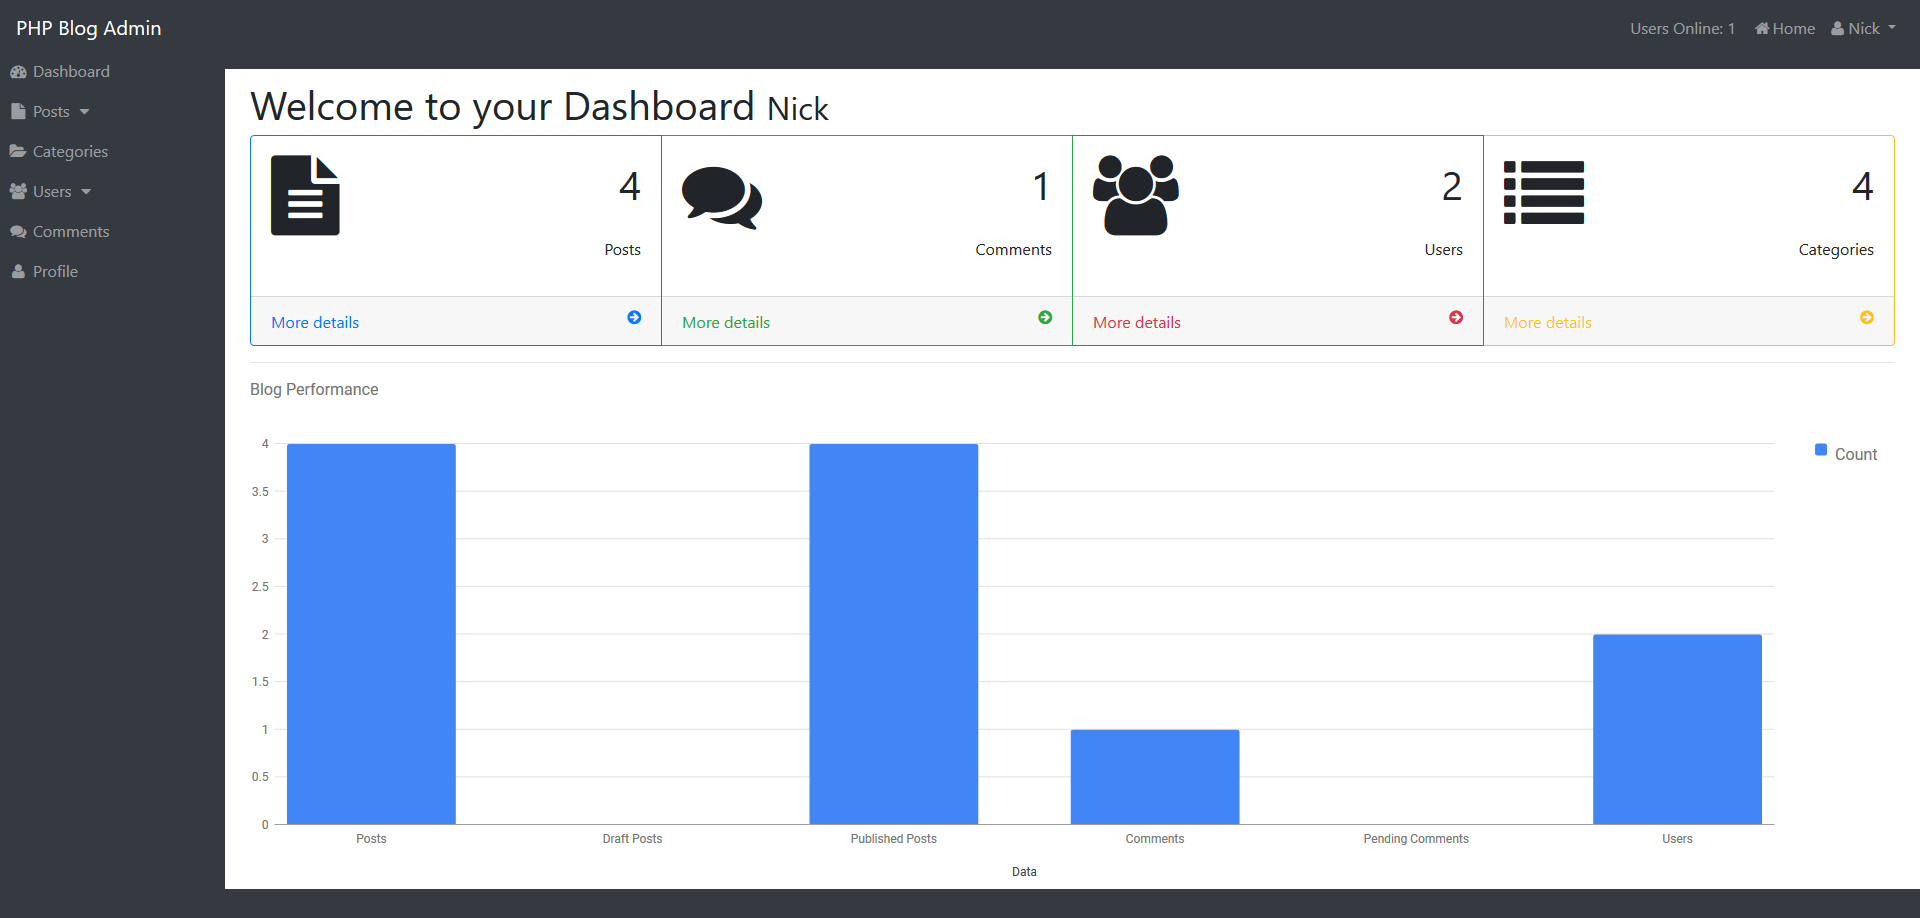 PHP Blog Admin
Users Online: 1 Home Nick
Dashboard
Posts
Categories
Users
Comments
Profile
Welcome to your Dashboard Nick
4
Posts
More details
1
Comments
More details
2
Users
More details
4
Categories
More details
Blog Performance
Count
4
3.5
3
2.5
2
1.5
1
0.5
0
Posts Draft Posts Published Posts Comments Pending Comments Users
Data